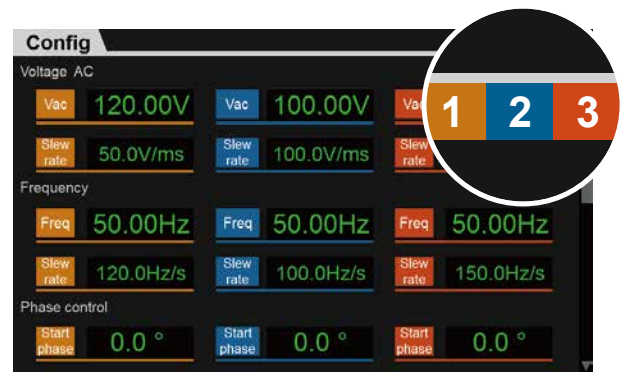 Config
1 2 3
Voltage AC
Vac 120.00V Vac 100.00V
Slew rate 50.0V/ms Slew rate 100.0V/ms Slew rate
Frequency
Freq 50.00Hz Freq 50.00Hz Freq 50.00Hz
Slew rate 120.0Hz/s Slew rate 100.0Hz/s Slew rate 150.0Hz/s
Phase control
Start phase 0.0 ° Start phase 0.0 ° Start phase 0.0 °